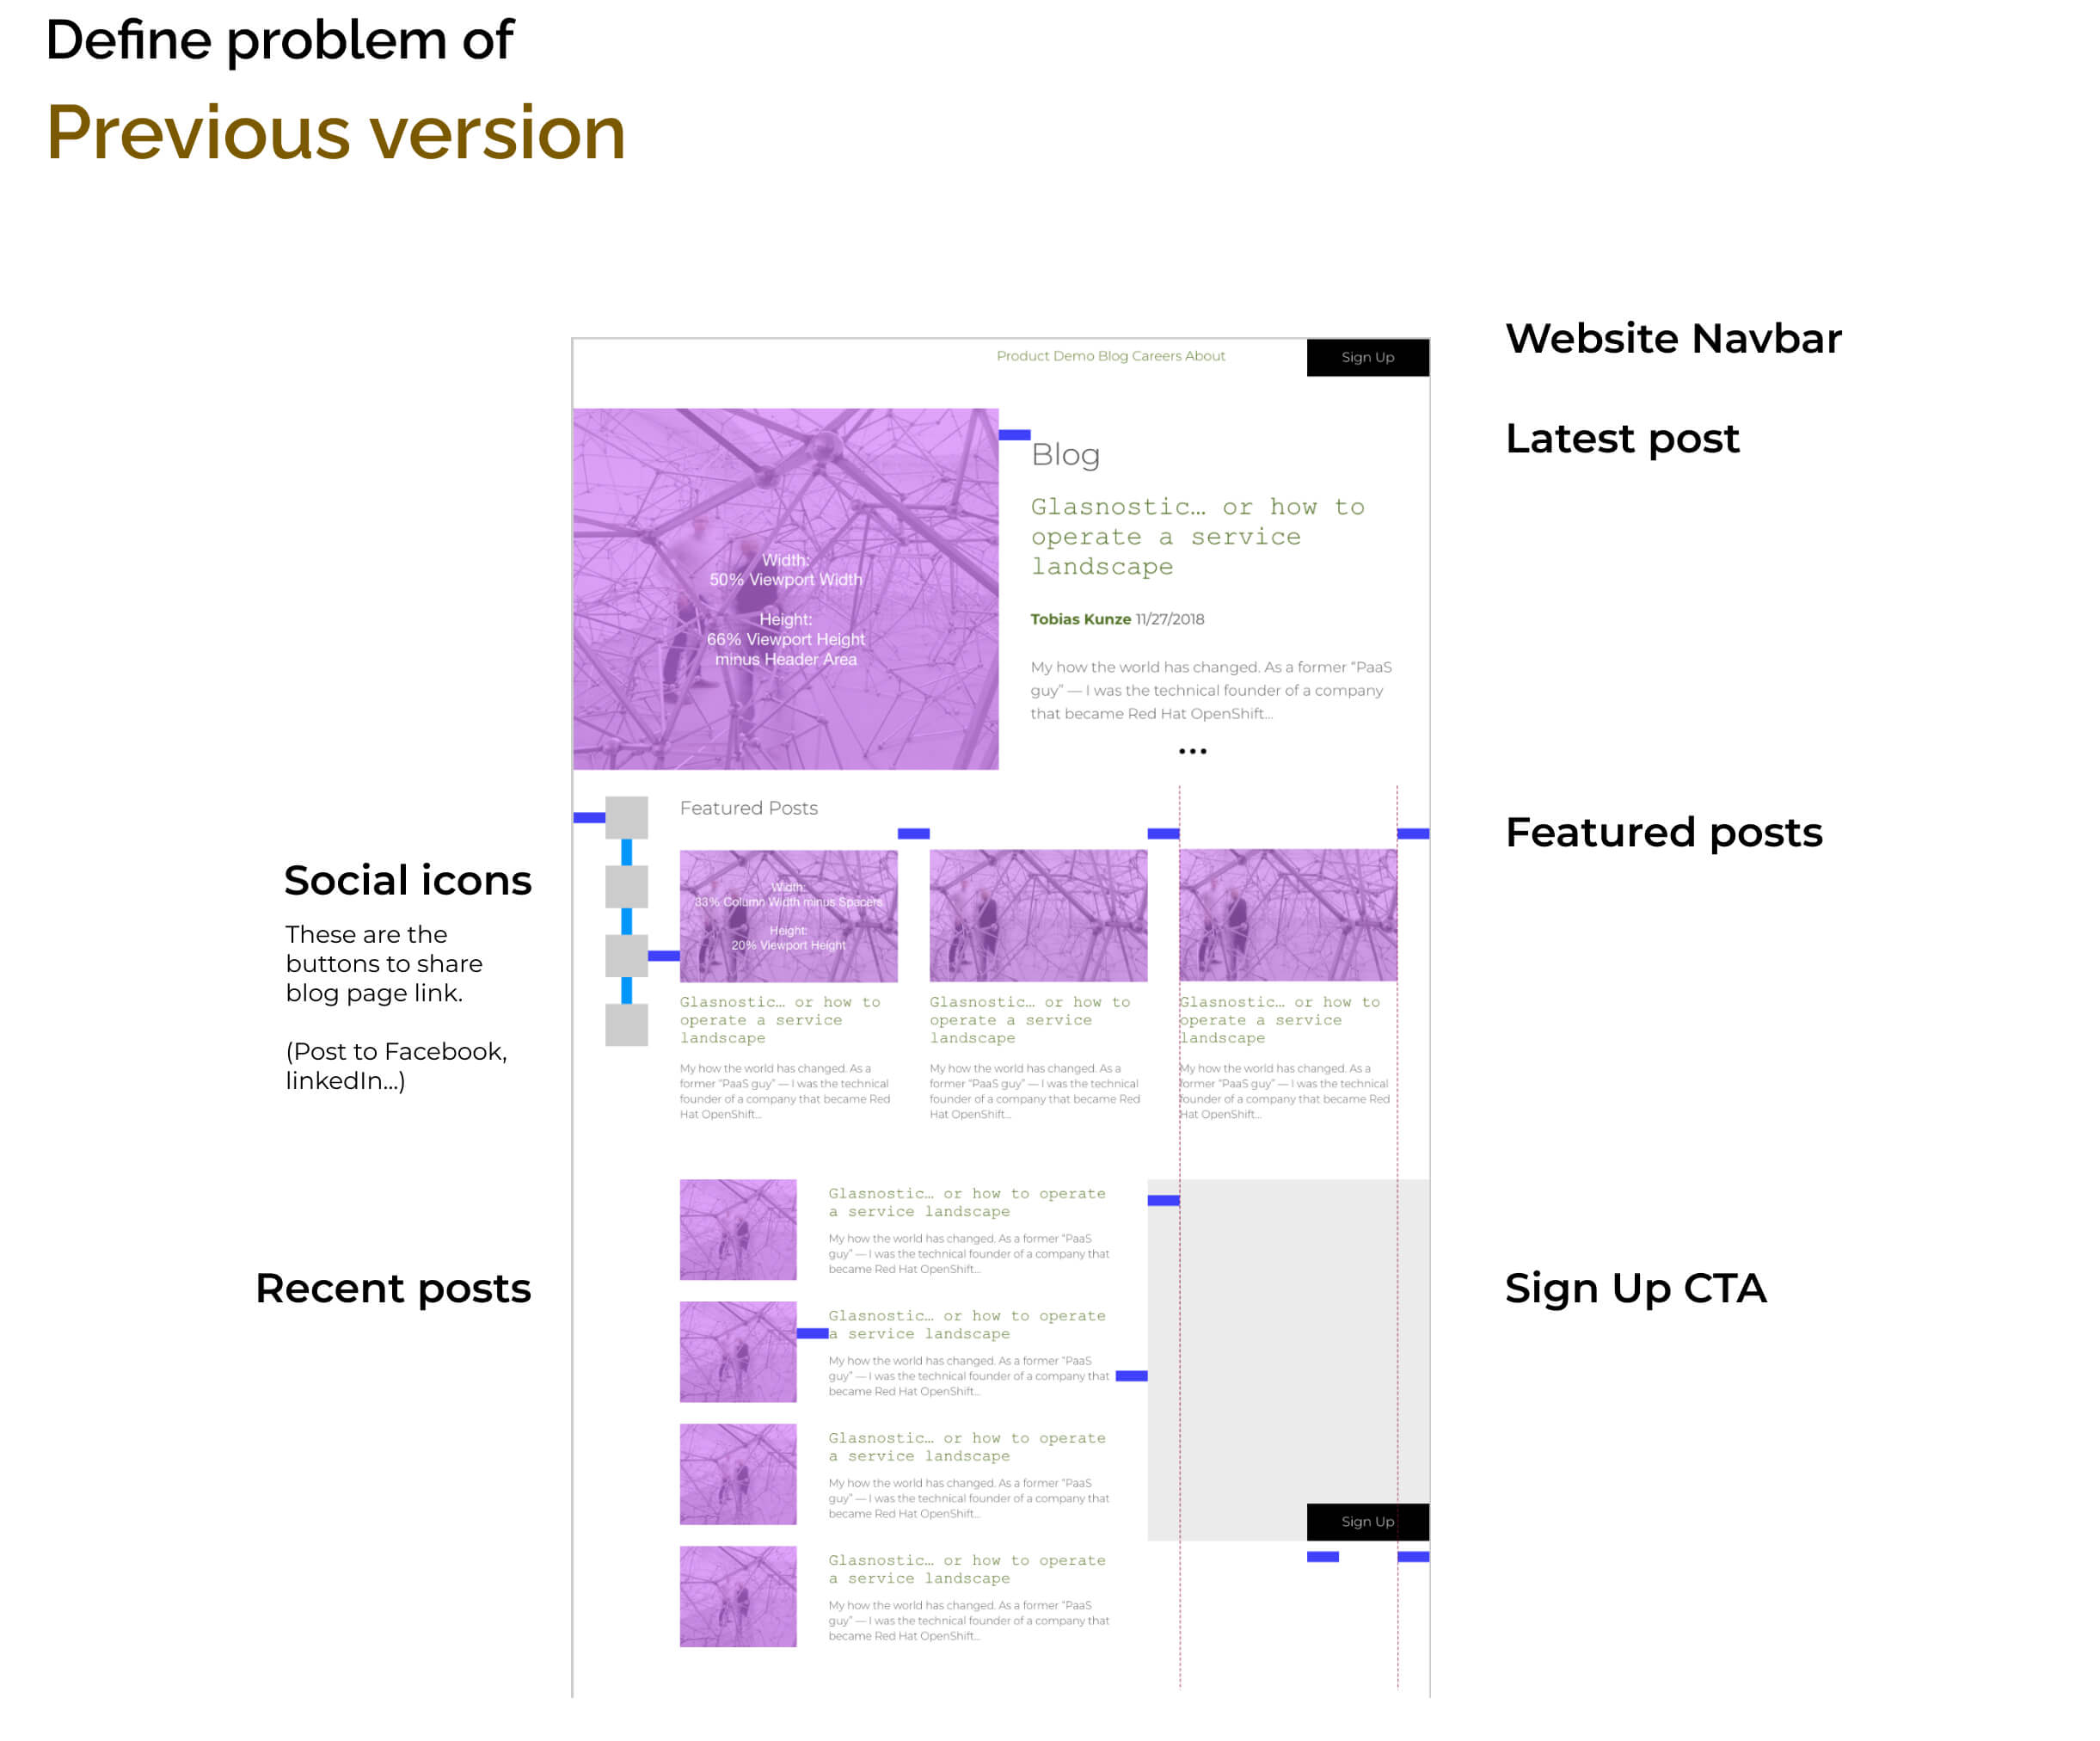 Define problem of
Previous version
Website Navbar
Product Demo Blog Careers About
Sign Up
Latest post
Blog
Glasnostic… or how to
operate a service
landscape
Tobias Kunze 11/27/2018
My how the world has changed. As a former “PaaS
guy” — I was the technical founder of a company
that became Red Hat OpenShift…
•••
Width:
50% Viewport Width
Height:
66% Viewport Height
minus Header Area
Featured posts
Featured Posts
Social icons
These are the
buttons to share
blog page link.
(Post to Facebook,
linkedIn...)
Width:
33% Column Width minus Spacers
Height:
20% Viewport Height
Glasnostic… or how to
operate a service
landscape
My how the world has changed. As a
former “PaaS guy” — I was the technical
founder of a company that became Red
Hat OpenShift…
Glasnostic… or how to
operate a service
landscape
My how the world has changed. As a
former “PaaS guy” — I was the technical
founder of a company that became Red
Hat OpenShift…
Glasnostic… or how to
operate a service
landscape
My how the world has changed. As a
former “PaaS guy” — I was the technical
founder of a company that became Red
Hat OpenShift…
Recent posts
Glasnostic… or how to operate
a service landscape
My how the world has changed. As a former “PaaS
guy” — I was the technical founder of a company that
became Red Hat OpenShift…
Glasnostic… or how to operate
a service landscape
My how the world has changed. As a former “PaaS
guy” — I was the technical founder of a company that
became Red Hat OpenShift…
Glasnostic… or how to operate
a service landscape
My how the world has changed. As a former “PaaS
guy” — I was the technical founder of a company that
became Red Hat OpenShift…
Glasnostic… or how to operate
a service landscape
My how the world has changed. As a former “PaaS
guy” — I was the technical founder of a company that
became Red Hat OpenShift…
Sign Up CTA
Sign Up